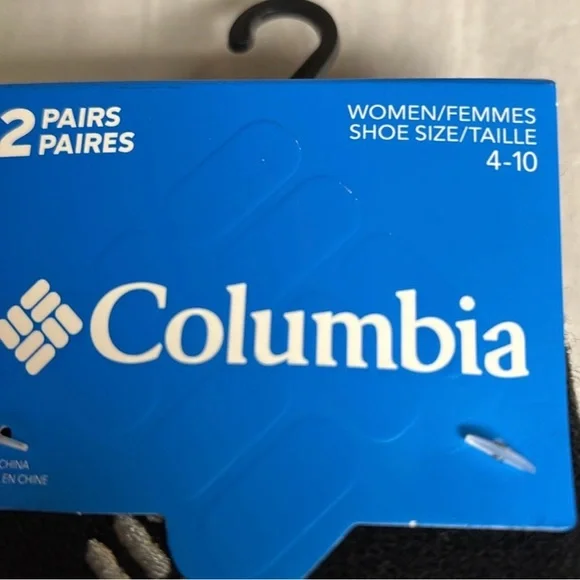 2 PAIRS
PAIRES
WOMEN/FEMMES
SHOE SIZE/TAILLE
4-10
Columbia
CHINA
EN CHINE